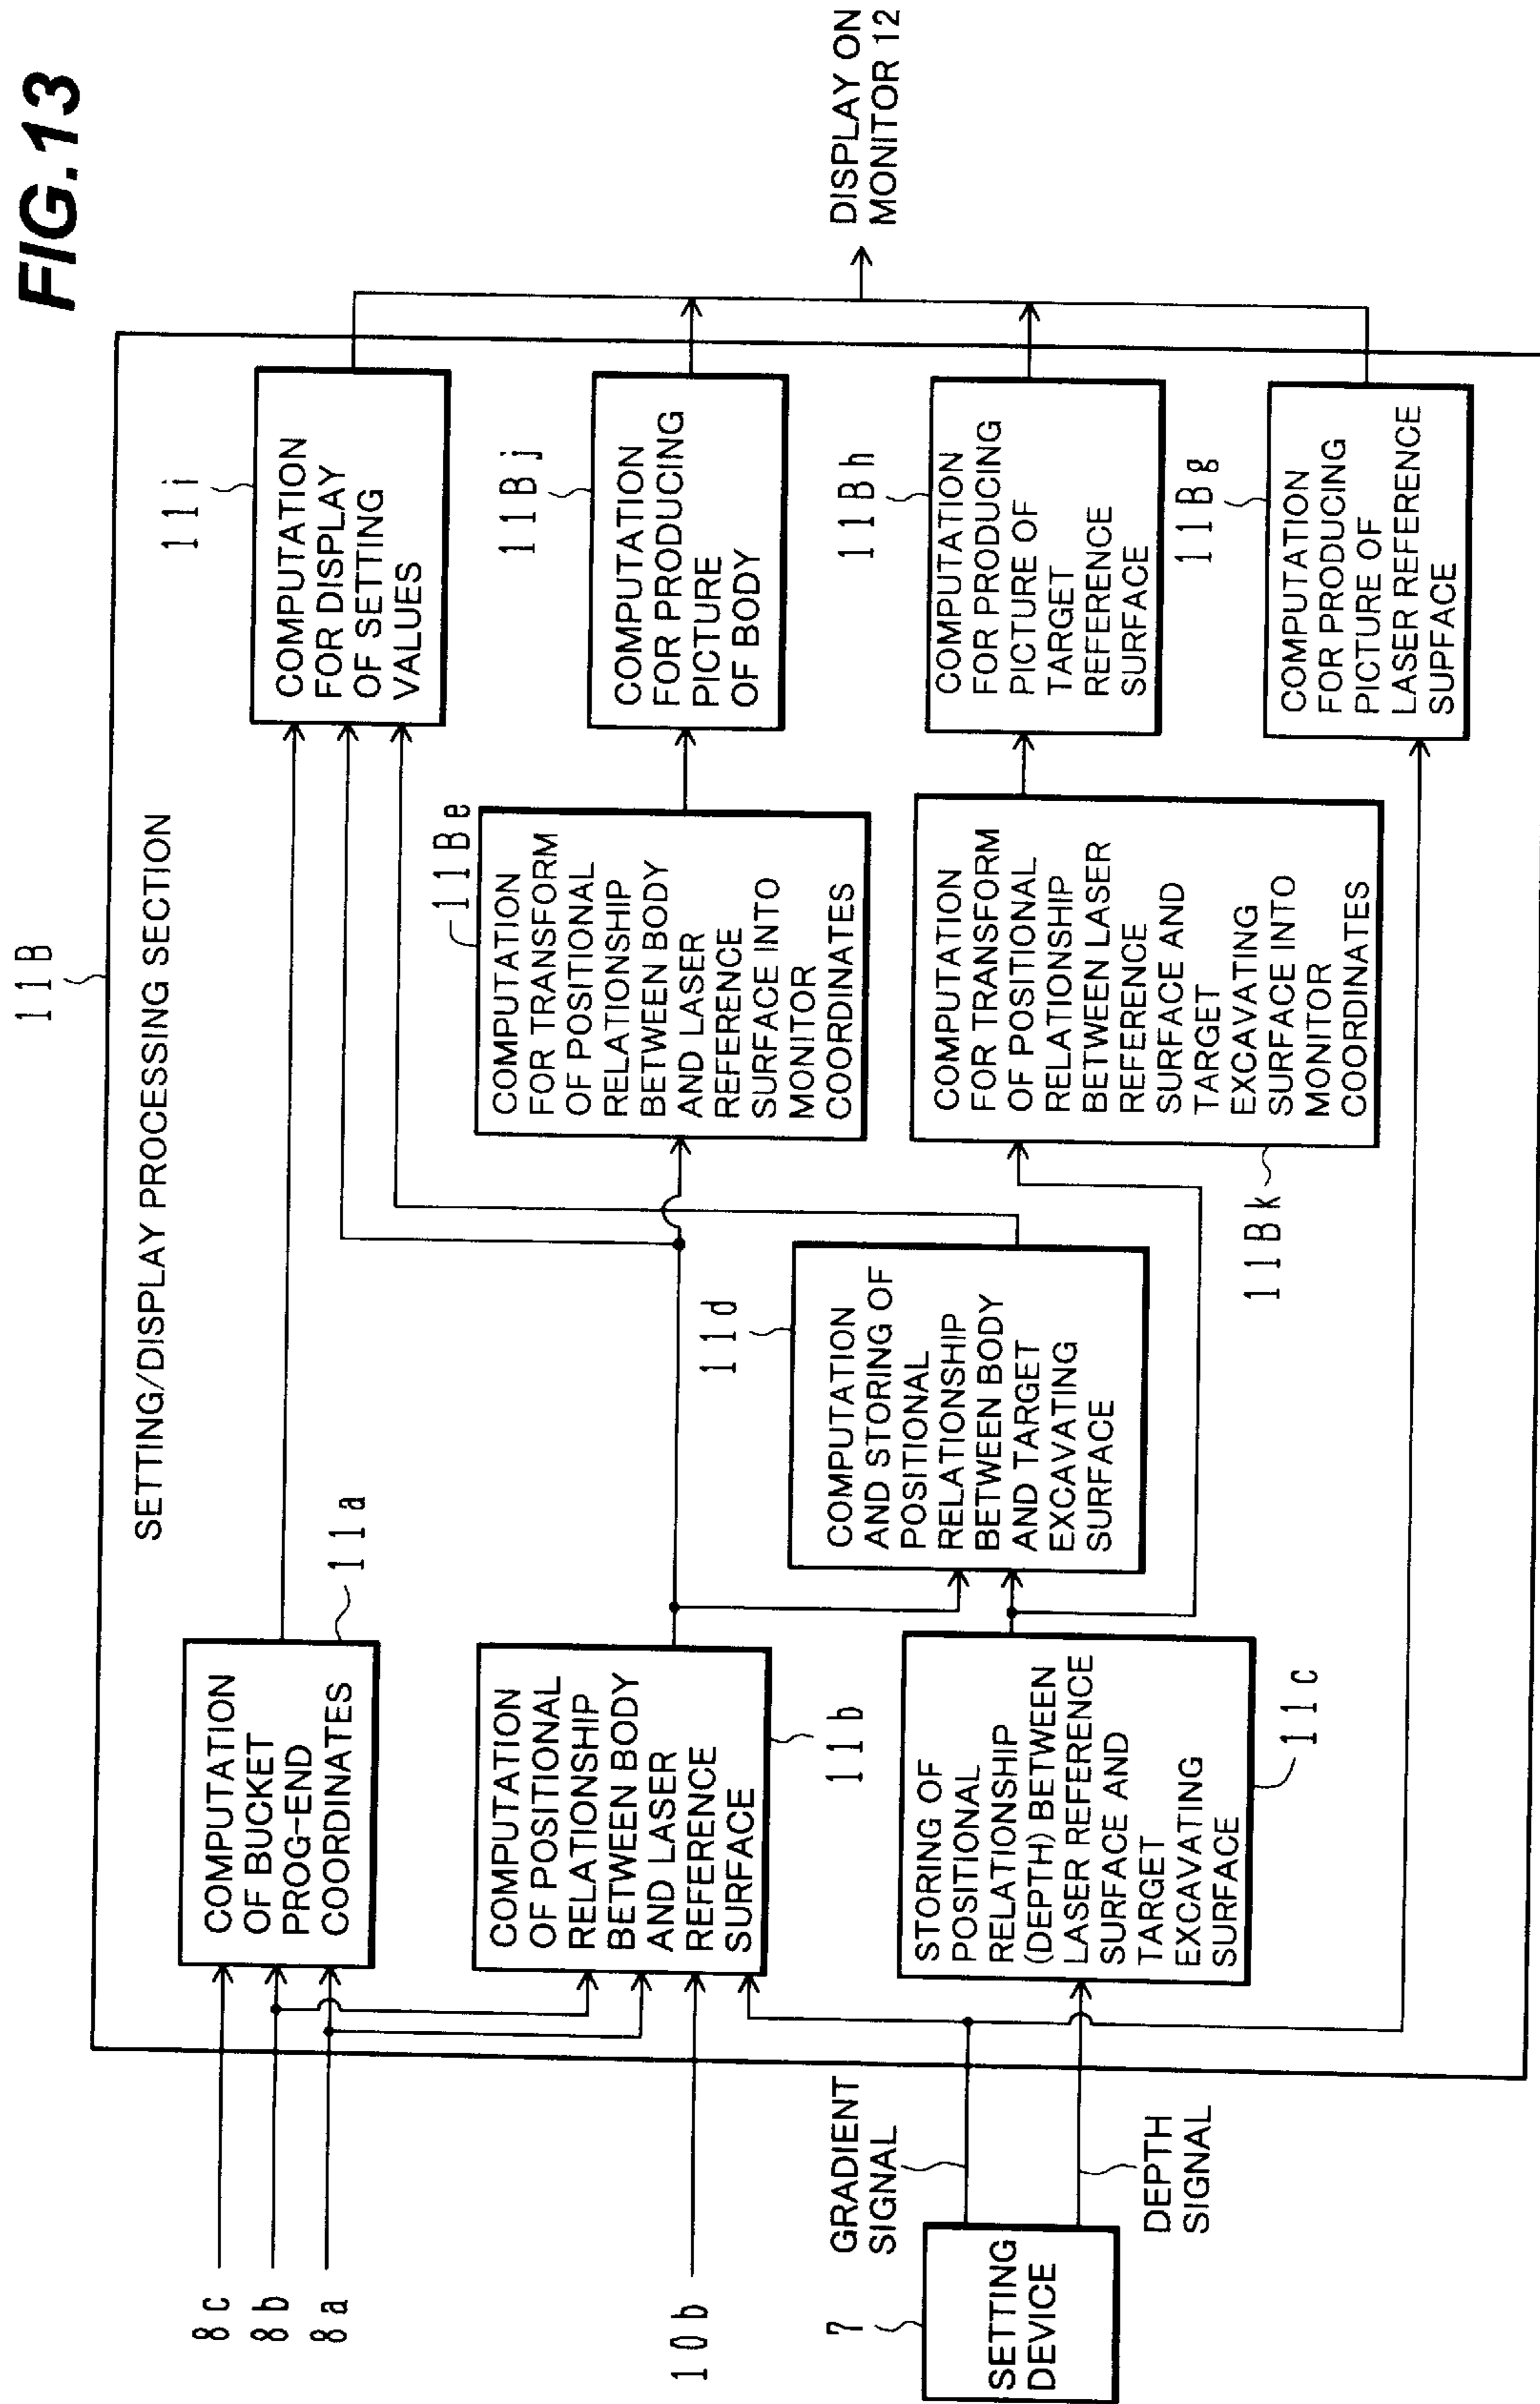 FIG.13
11B
SETTING/DISPLAY PROCESSING SECTION
8c
8b
8a
10b
7
SETTING
DEVICE
GRADIENT
SIGNAL
DEPTH
SIGNAL
COMPUTATION
OF BUCKET
PROG-END
COORDINATES
11a
COMPUTATION
OF POSITIONAL
RELATIONSHIP
BETWEEN BODY
AND LASER
REFERENCE
SURFACE
11b
STORING OF
POSITIONAL
RELATIONSHIP
(DEPTH) BETWEEN
LASER REFERENCE
SURFACE AND
TARGET
EXCAVATING
SURFACE
11c
11d
COMPUTATION
AND STORING OF
POSITIONAL
RELATIONSHIP
BETWEEN BODY
AND TARGET
EXCAVATING
SURFACE
11Be
COMPUTATION
FOR TRANSFORM
OF POSITIONAL
RELATIONSHIP
BETWEEN BODY
AND LASER
REFERENCE
SURFACE INTO
MONITOR
COORDINATES
COMPUTATION
FOR TRANSFORM
OF POSITIONAL
RELATIONSHIP
BETWEEN LASER
REFERENCE
SURFACE AND
TARGET
EXCAVATING
SURFACE INTO
MONITOR
COORDINATES
11Bk
11i
COMPUTATION
FOR DISPLAY
OF SETTING
VALUES
11Bj
COMPUTATION
FOR PRODUCING
PICTURE
OF BODY
11Bh
COMPUTATION
FOR PRODUCING
PICTURE OF
TARGET
REFERENCE
SURFACE
11Bg
COMPUTATION
FOR PRODUCING
PICTURE OF
LASER REFERENCE
SUPFACE
DISPLAY ON
MONITOR 12